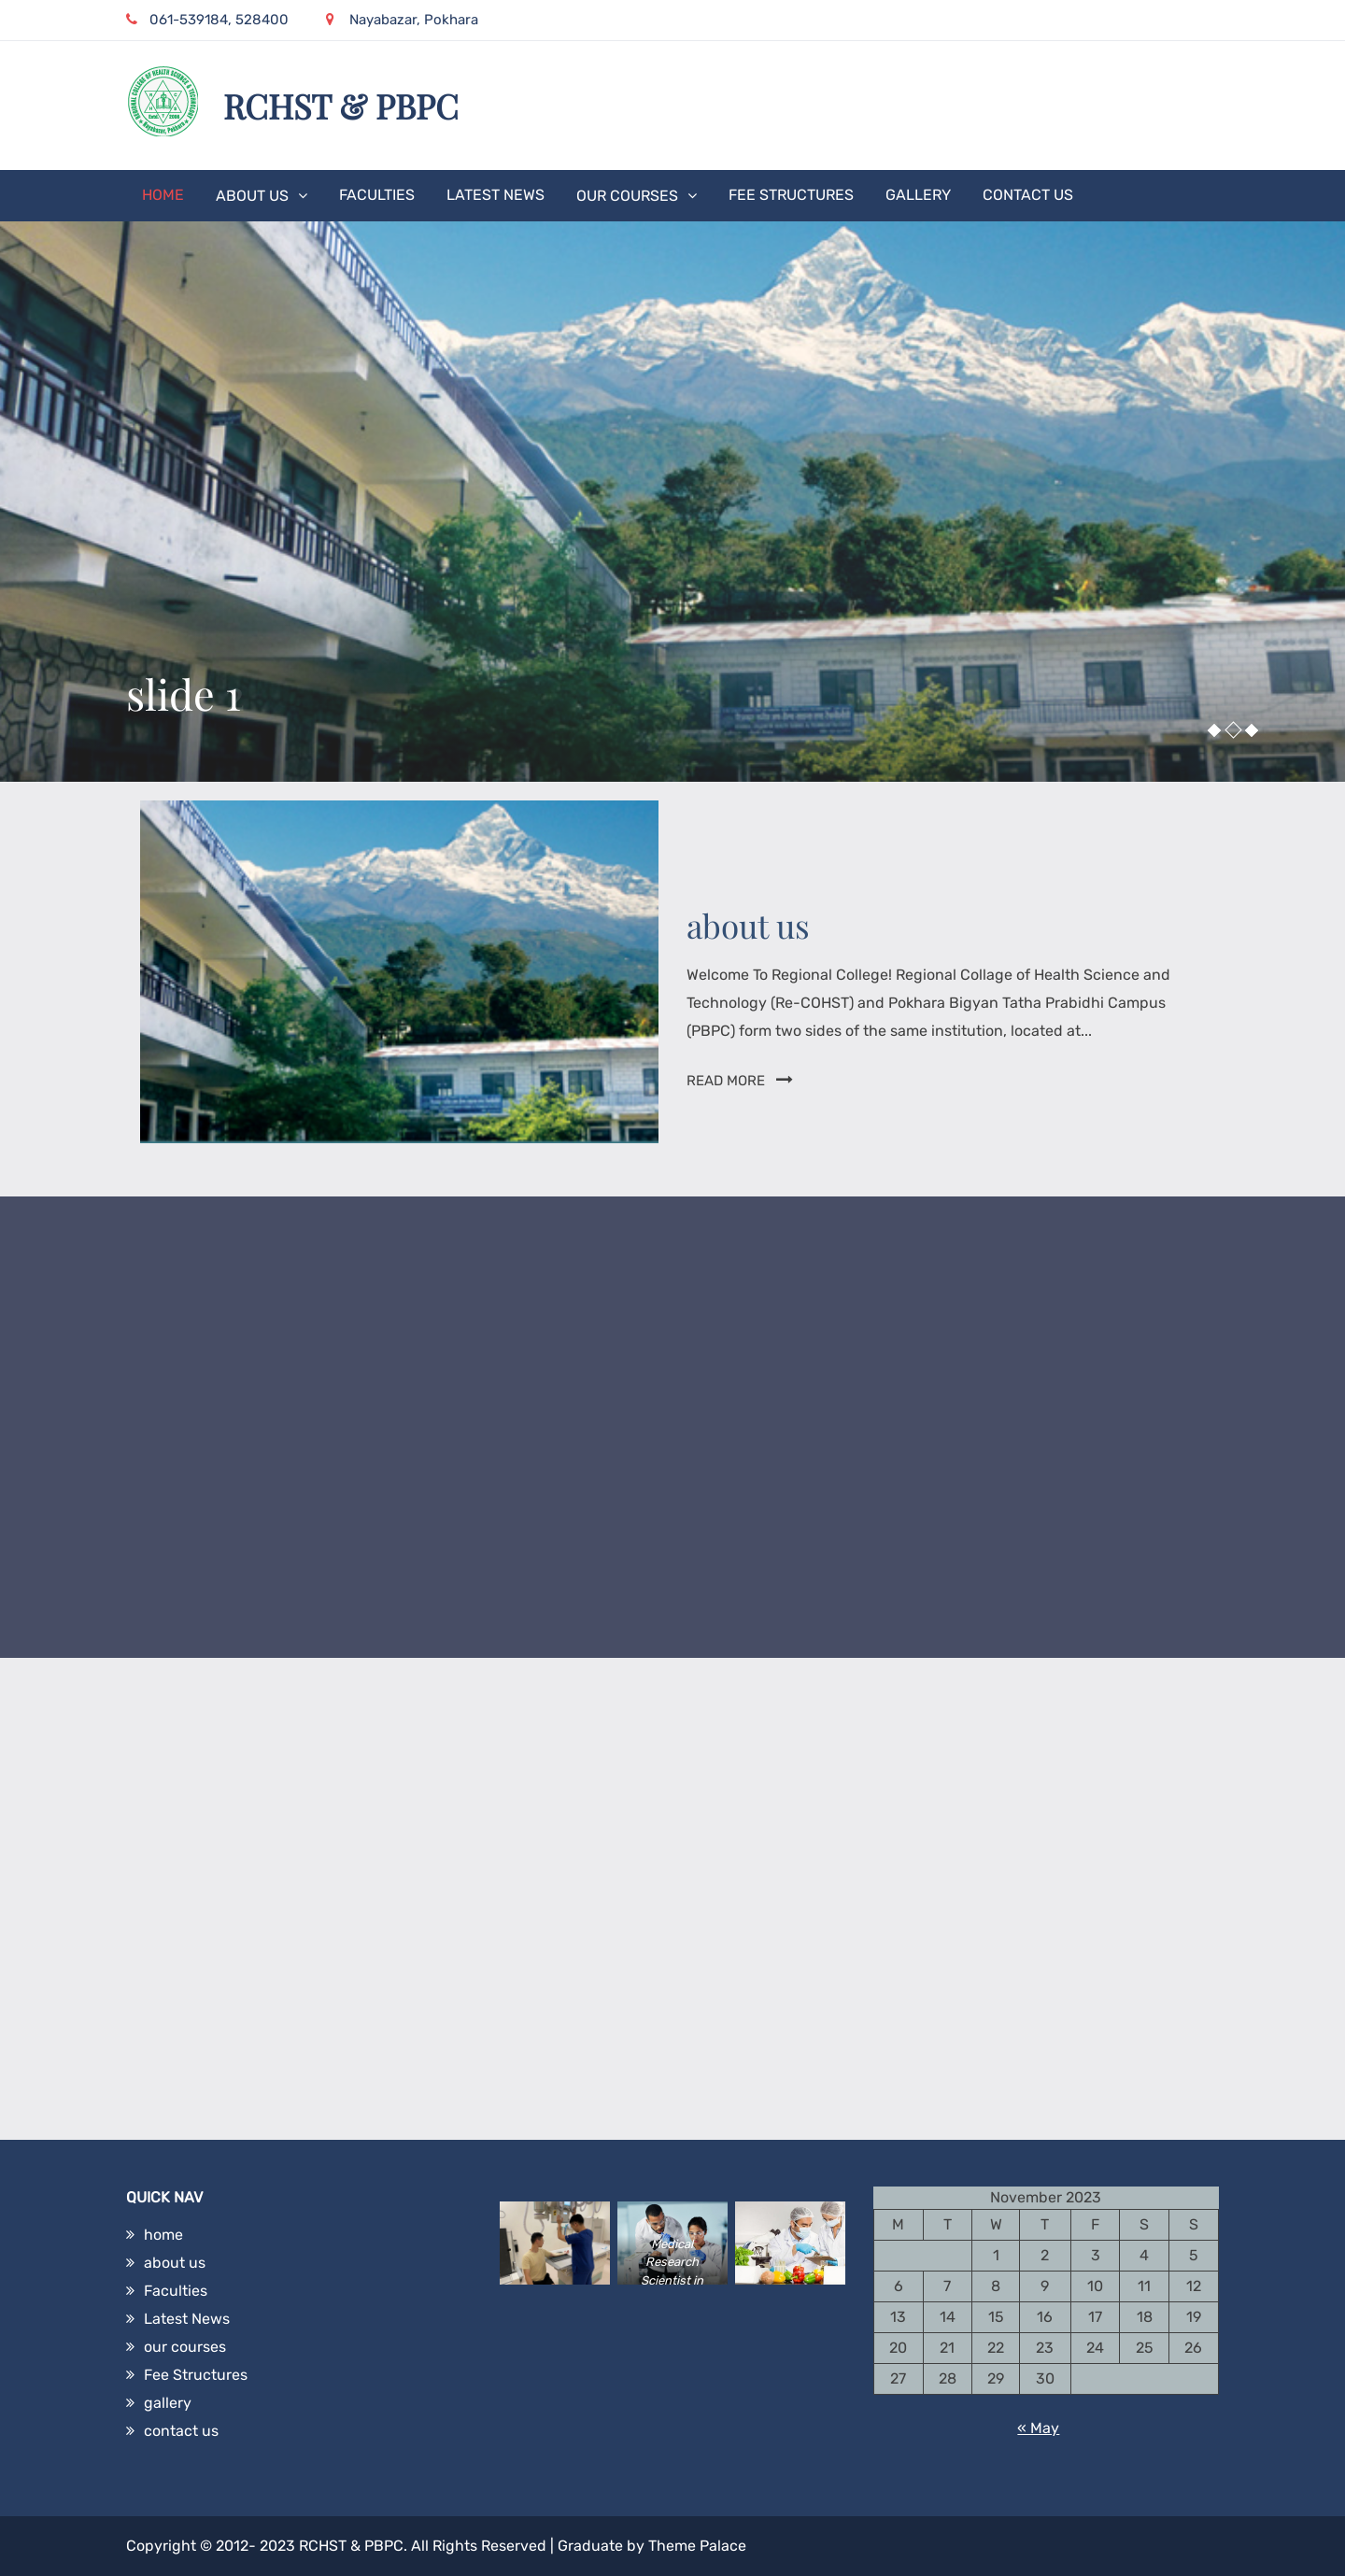 061-539184, 528400 Nayabazar, Pokhara
RCHST & PBPC
HOME ABOUT US FACULTIES LATEST NEWS OUR COURSES FEE STRUCTURES GALLERY CONTACT US
slide 1
about us
Welcome To Regional College! Regional Collage of Health Science and
Technology (Re-COHST) and Pokhara Bigyan Tatha Prabidhi Campus
(PBPC) form two sides of the same institution, located at...
READ MORE
QUICK NAV
» home
» about us
» Faculties
» Latest News
» our courses
» Fee Structures
» gallery
» contact us
Medical
Research
Scientist in
November 2023
M T W T F S S
1 2 3 4 5
6 7 8 9 10 11 12
13 14 15 16 17 18 19
20 21 22 23 24 25 26
27 28 29 30
« May
Copyright © 2012- 2023 RCHST & PBPC. All Rights Reserved | Graduate by Theme Palace